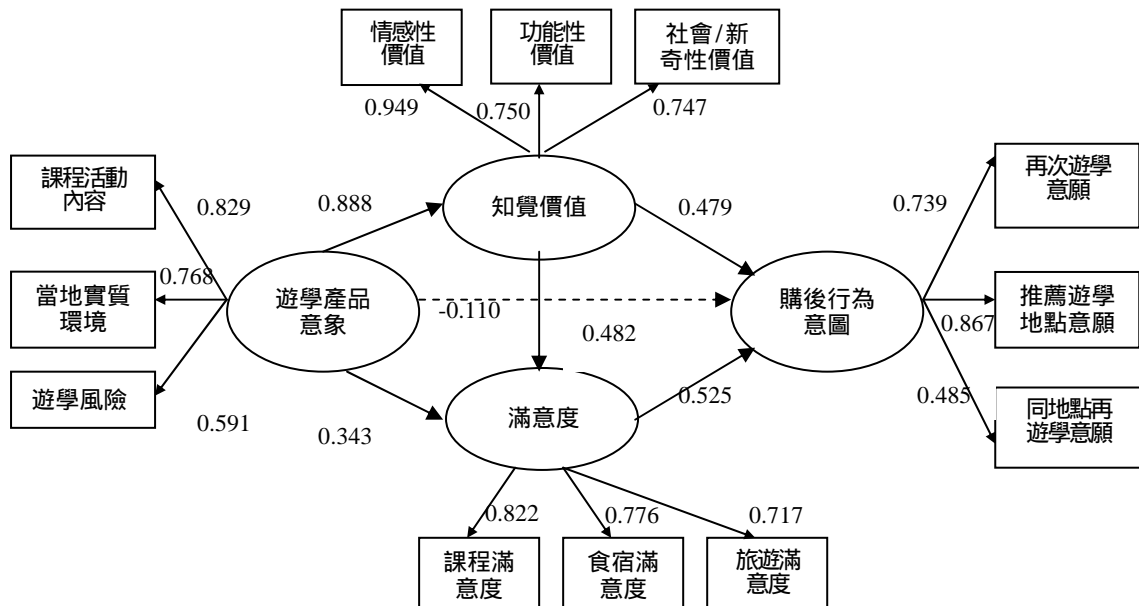 情感性
價值
功能性
價值
社會/新
奇性價值
0.949
0.750
0.747
課程活動
內容
再次遊學
意願
0.829
0.888
知覺價值
0.479
0.739
0.768
當地實質
環境
遊學產品
意象
-0.110
0.482
購後行為
意圖
0.867
推薦遊學
地點意願
遊學風險
0.591
0.343
滿意度
0.525
0.485
同地點再
遊學意願
0.822
0.776
0.717
課程滿
意度
食宿滿
意度
旅遊滿
意度